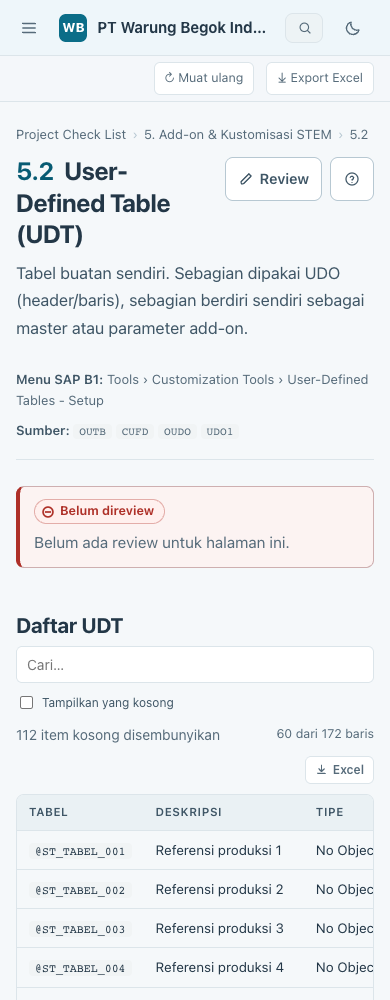 WB PT Warung Begok Ind...
Muat ulang
Export Excel
Project Check List › 5. Add-on & Kustomisasi STEM › 5.2
5.2 User-
Defined Table
(UDT)
Review
Tabel buatan sendiri. Sebagian dipakai UDO
(header/baris), sebagian berdiri sendiri sebagai
master atau parameter add-on.
Menu SAP B1: Tools › Customization Tools › User-Defined
Tables - Setup
Sumber: OUTB CUFD OUDO UDO1
Belum direview
Belum ada review untuk halaman ini.
Daftar UDT
Cari...
Tampilkan yang kosong
112 item kosong disembunyikan
60 dari 172 baris
Excel
TABEL DESKRIPSI TIPE
@ST_TABEL_001 Referensi produksi 1 No Objec
@ST_TABEL_002 Referensi produksi 2 No Objec
@ST_TABEL_003 Referensi produksi 3 No Objec
@ST_TABEL_004 Referensi produksi 4 No Objec